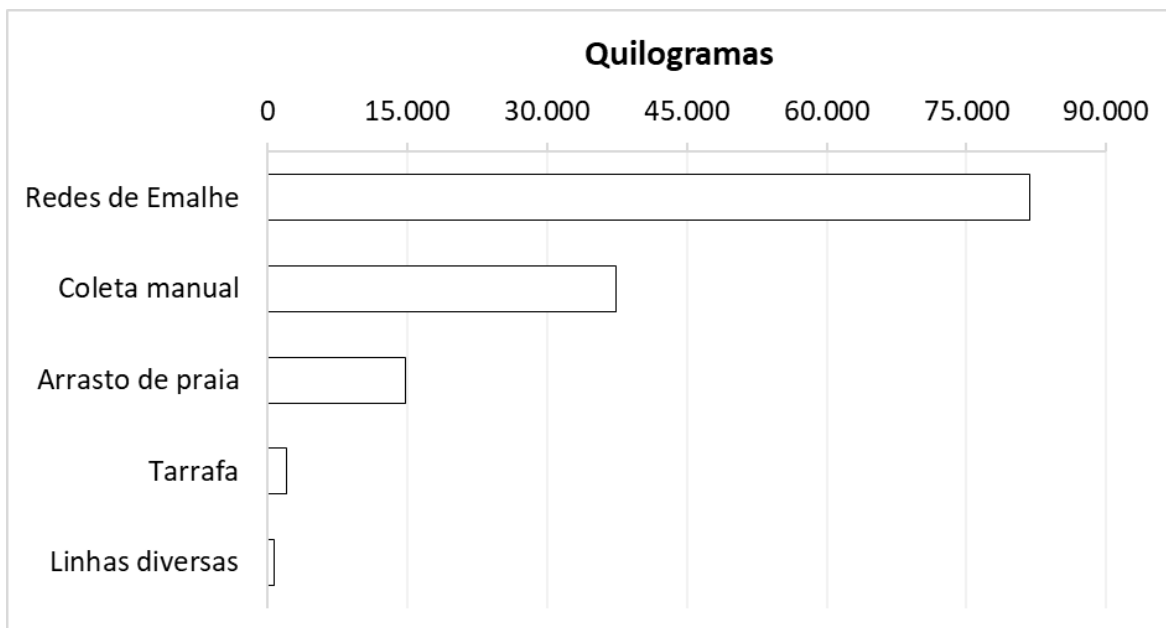 Quilogramas
0 15.000 30.000 45.000 60.000 75.000 90.000
Redes de Emalhe
Coleta manual
Arrasto de praia
Tarrafa
Linhas diversas